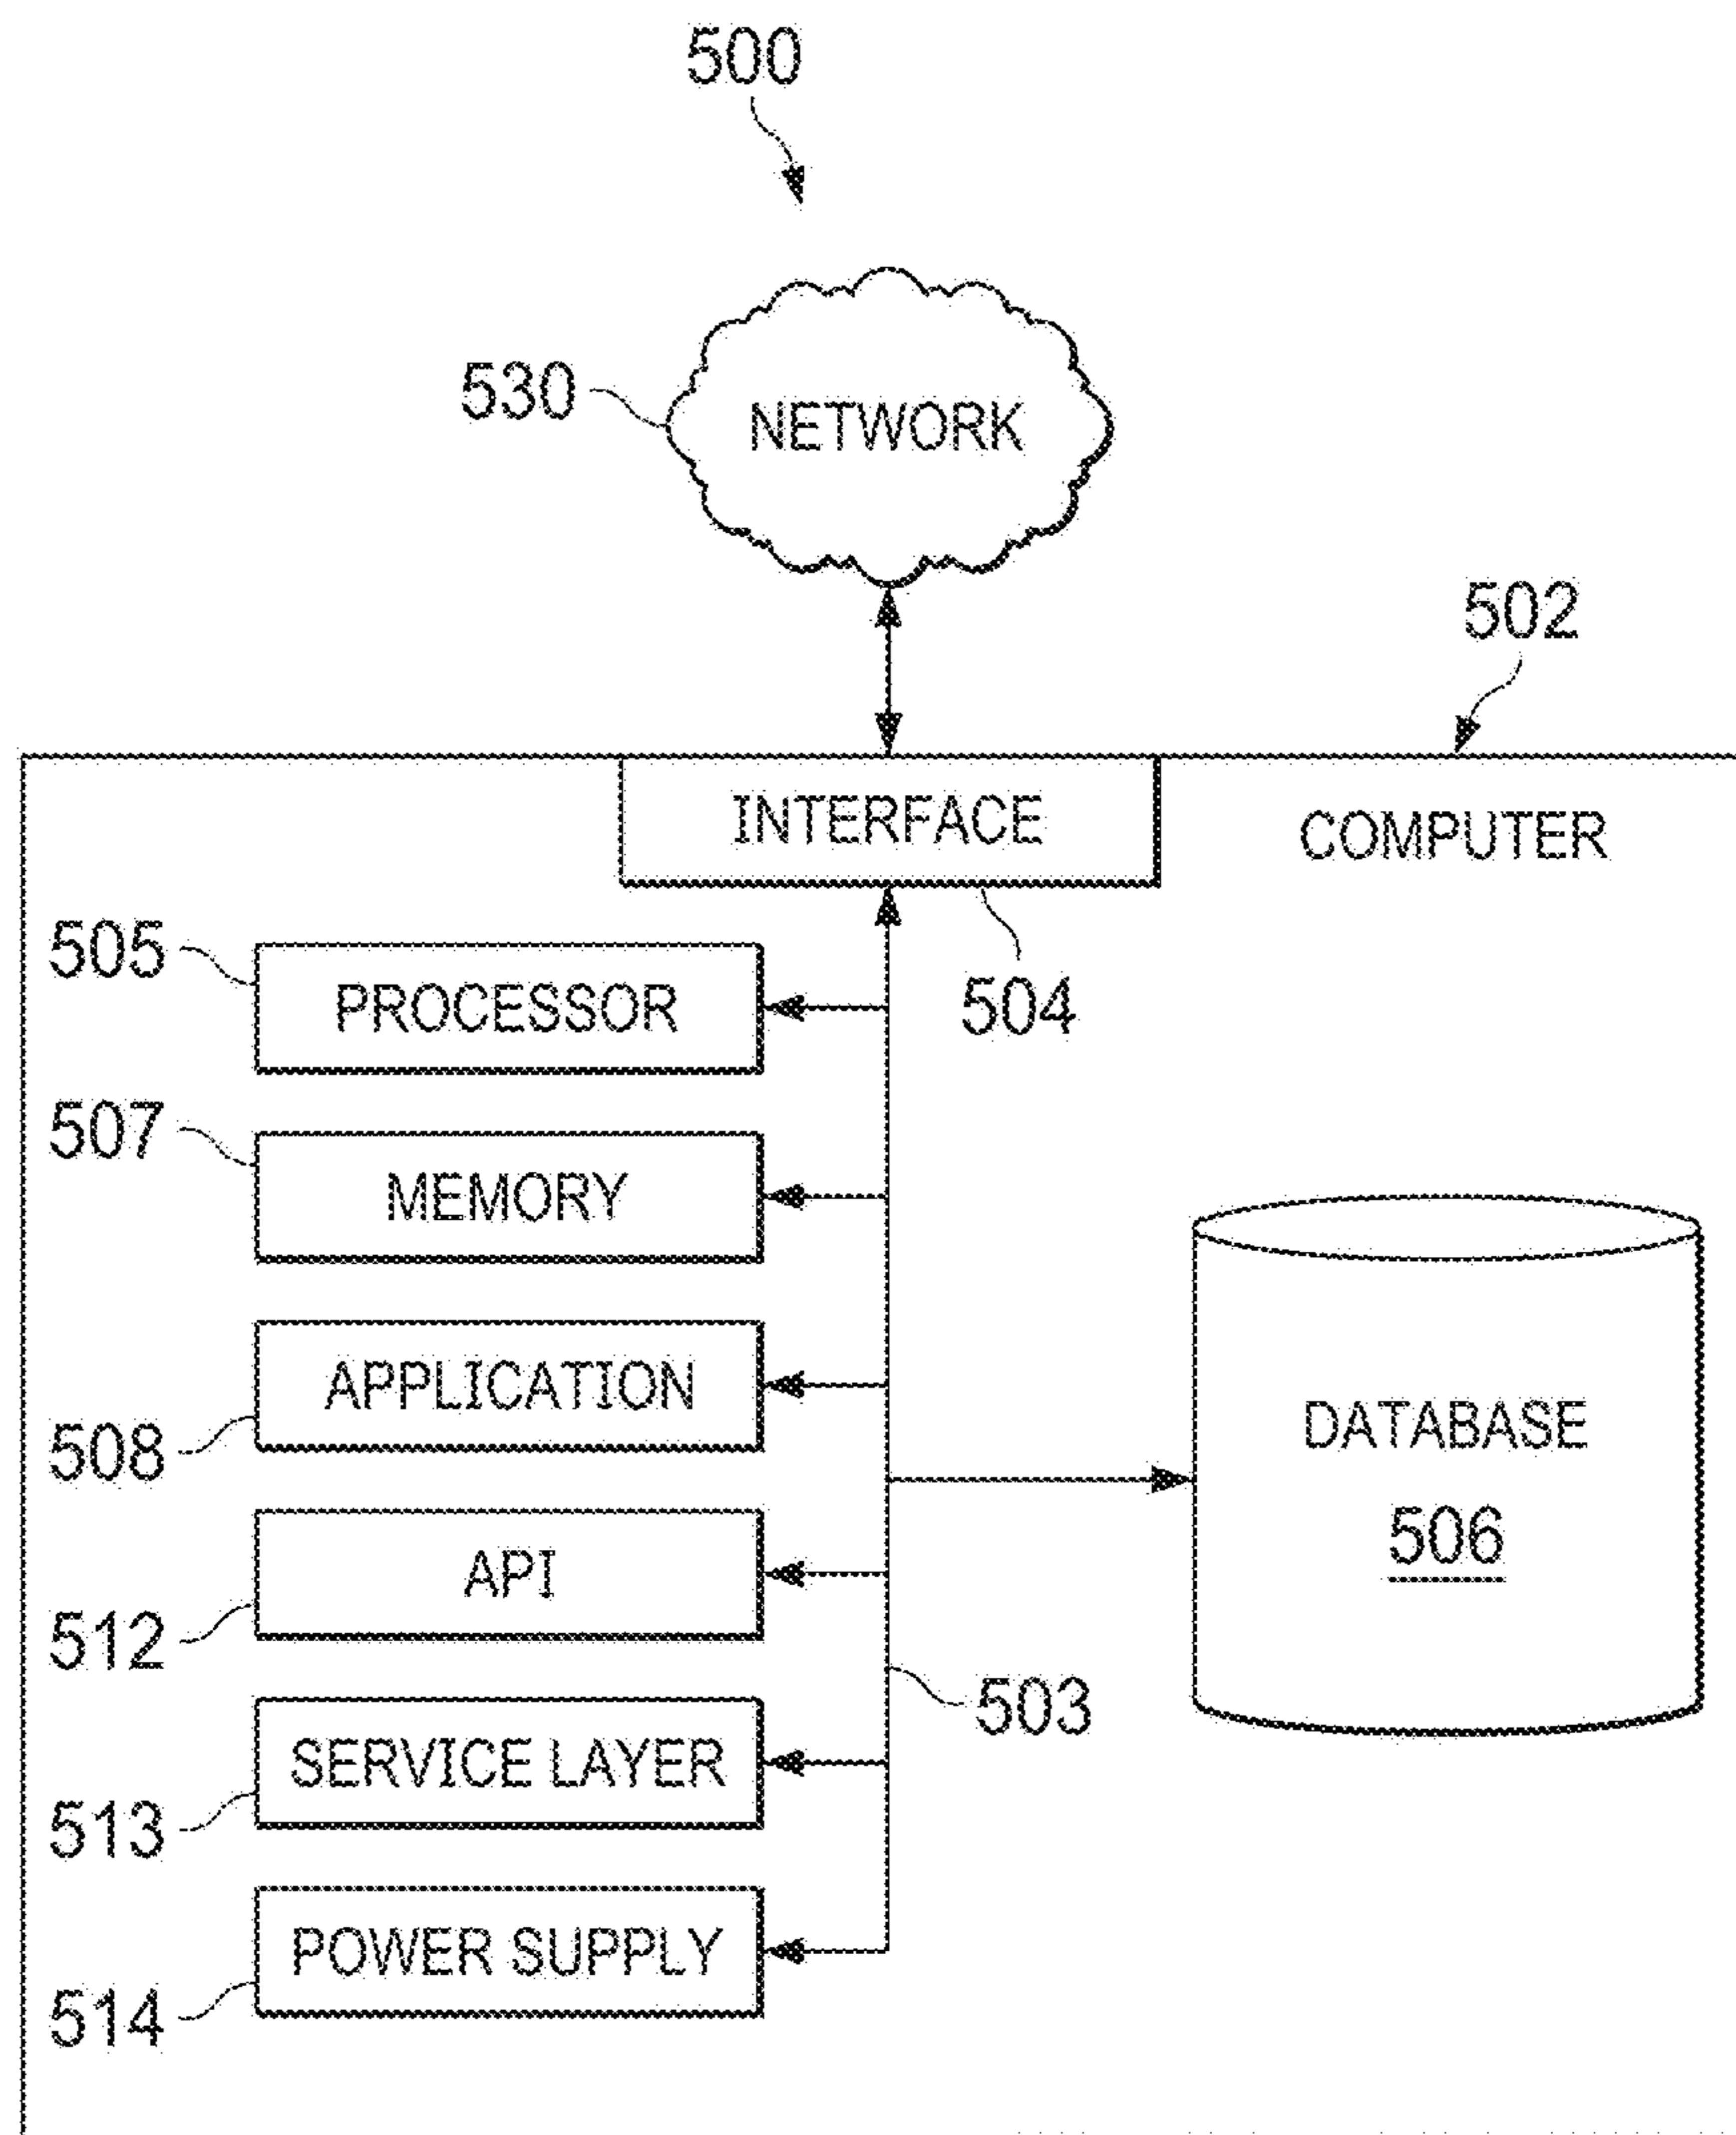 500
530
NETWORK
502
INTERFACE
COMPUTER
505
PROCESSOR
504
507
MEMORY
APPLICATION
508
DATABASE
506
API
512
503
SERVICE LAYER
513
POWER SUPPLY
514